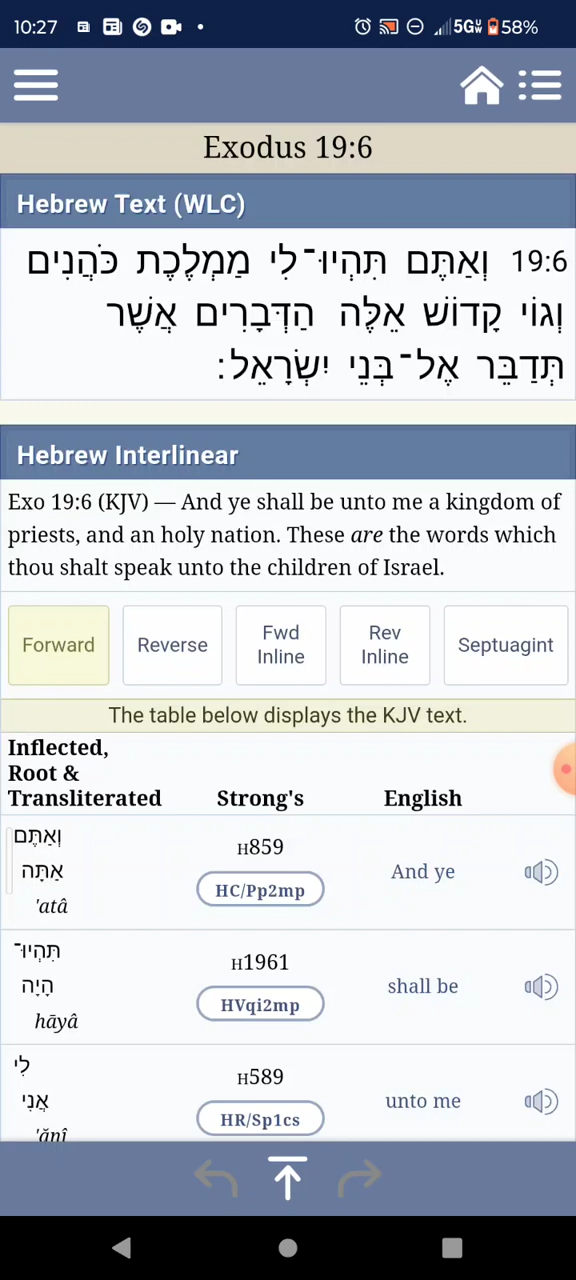 10:27
5G UW 58%
Exodus 19:6
Hebrew Text (WLC)
19:6 וְאַתֶּם תִּהְיוּ־לִי מַמְלֶכֶת כֹּהֲנִים
וְגוֹי קָדוֹשׁ אֵלֶּה הַדְּבָרִים אֲשֶׁר
תְּדַבֵּר אֶל־בְּנֵי יִשְׂרָאֵל׃
Hebrew Interlinear
Exo 19:6 (KJV) — And ye shall be unto me a kingdom of
priests, and an holy nation. These are the words which
thou shalt speak unto the children of Israel.
Forward Reverse Fwd Inline Rev Inline Septuagint
The table below displays the KJV text.
Inflected,
Root &
Transliterated Strong's English
וְאַתֶּם
אַתָּה
'atâ
H859
HC/Pp2mp
And ye
תִּהְיוּ־
הָיָה
hāyâ
H1961
HVqi2mp
shall be
לִי
אֲנִי
'ănî
H589
HR/Sp1cs
unto me